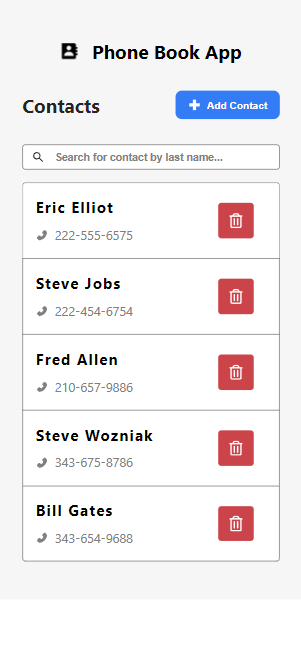 Phone Book App
Contacts
Add Contact
Search for contact by last name...
Eric Elliot
222-555-6575
Steve Jobs
222-454-6754
Fred Allen
210-657-9886
Steve Wozniak
343-675-8786
Bill Gates
343-654-9688